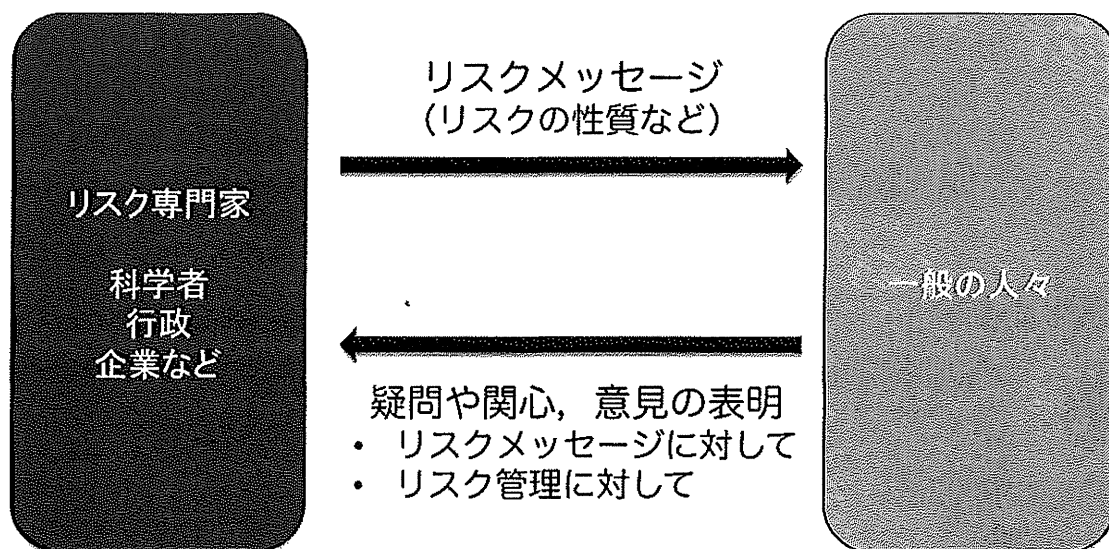 リスク専門家
科学者
行政
企業など
リスクメッセージ
（リスクの性質など）
疑問や関心，意見の表明
• リスクメッセージに対して
• リスク管理に対して
一般の人々